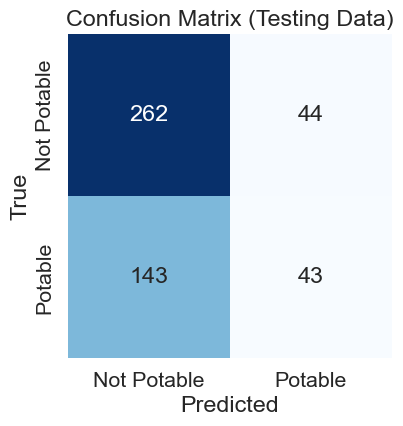 Confusion Matrix (Testing Data)
True
Not Potable
262
44
Potable
143
43
Not Potable
Potable
Predicted